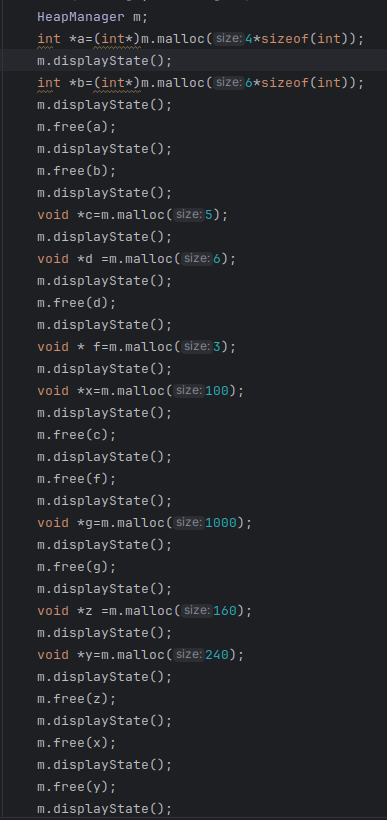 HeapManager m;
int *a=(int*)m.malloc( size: 4*sizeof(int));
m.displayState();
int *b=(int*)m.malloc( size: 6*sizeof(int));
m.displayState();
m.free(a);
m.displayState();
m.free(b);
m.displayState();
void *c=m.malloc( size: 5);
m.displayState();
void *d =m.malloc( size: 6);
m.displayState();
m.free(d);
m.displayState();
void * f=m.malloc( size: 3);
m.displayState();
void *x=m.malloc( size: 100);
m.displayState();
m.free(c);
m.displayState();
m.free(f);
m.displayState();
void *g=m.malloc( size: 1000);
m.displayState();
m.free(g);
m.displayState();
void *z =m.malloc( size: 160);
m.displayState();
void *y=m.malloc( size: 240);
m.displayState();
m.free(z);
m.displayState();
m.free(x);
m.displayState();
m.free(y);
m.displayState();